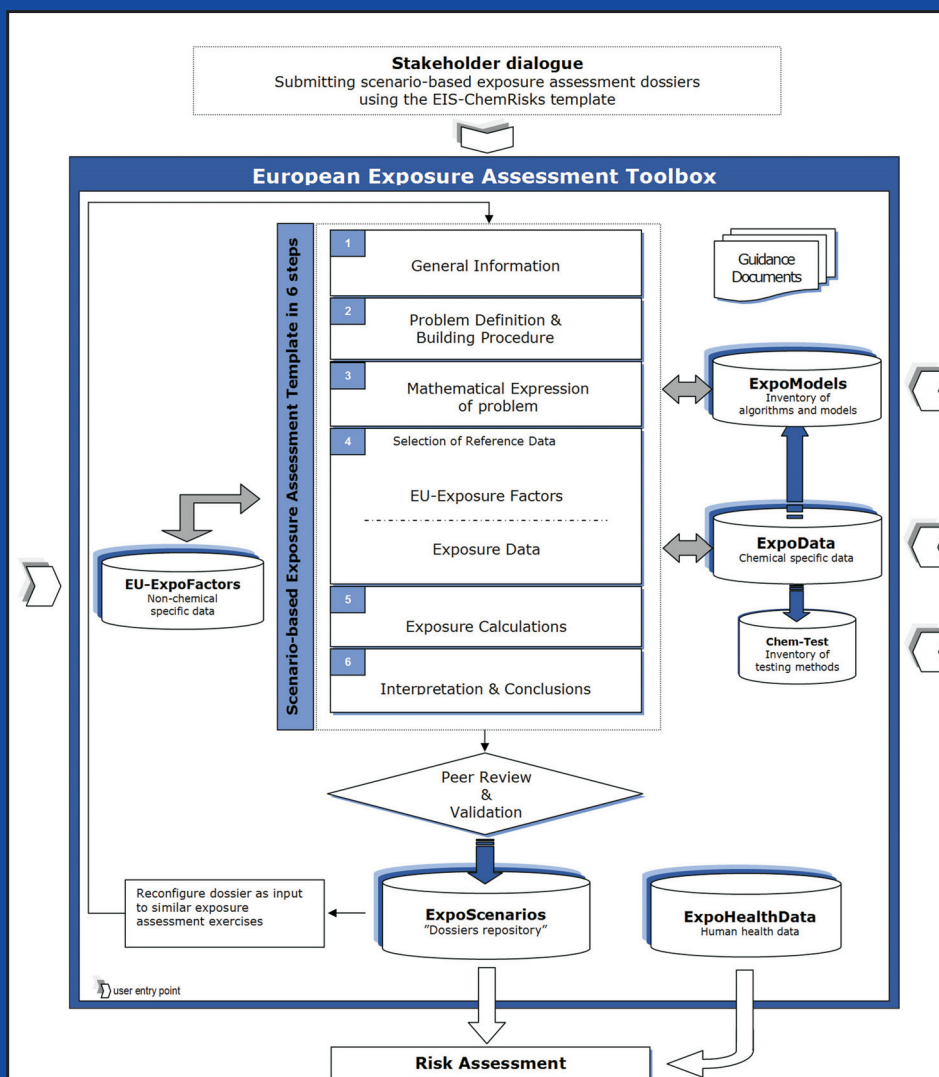 Stakeholder dialogue
Submitting scenario-based exposure assessment dossiers
using the EIS-ChemRisks template
European Exposure Assessment Toolbox
Scenario-based Exposure Assessment Template in 6 steps
1
General Information
2
Problem Definition &
Building Procedure
3
Mathematical Expression
of problem
4
Selection of Reference Data
EU-Exposure Factors
Exposure Data
5
Exposure Calculations
6
Interpretation & Conclusions
Guidance
Documents
ExpoModels
Inventory of
algorithms and models
ExpoData
Chemical specific data
Chem-Test
Inventory of
testing methods
EU-ExpoFactors
Non-chemical
specific data
Peer Review
&
Validation
Reconfigure dossier as input
to similar exposure
assessment exercises
ExpoScenarios
"Dossiers repository”
ExpoHealthData
Human health data
user entry point
Risk Assessment